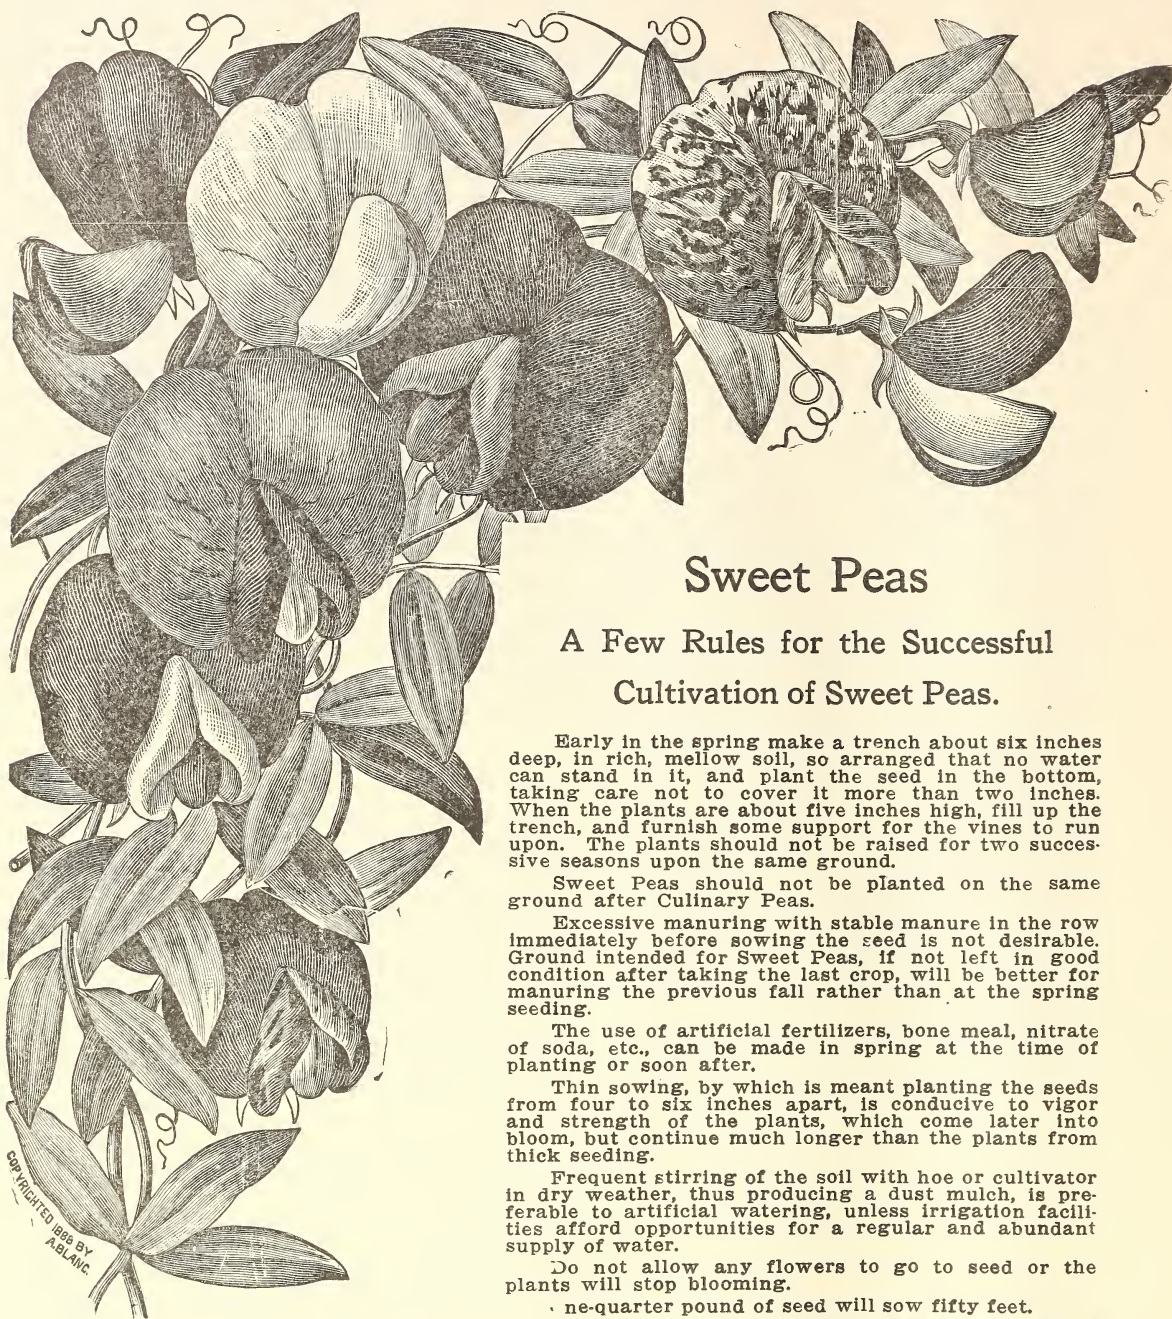 Sweet Peas
A Few Rules for the Successful
Cultivation of Sweet Peas.
Early in the spring make a trench about six inches
deep, in rich, mellow soil, so arranged that no water
can stand in it, and plant the seed in the bottom,
taking care not to cover it more than two inches.
When the plants are about five inches high, fill up the
trench, and furnish some support for the vines to run
upon. The plants should not be raised for two succes-
sive seasons upon the same ground.
Sweet Peas should not be planted on the same
ground after Culinary Peas.
Excessive manuring with stable manure in the row
immediately before sowing the seed is not desirable.
Ground intended for Sweet Peas, if not left in good
condition after taking the last crop, will be better for
manuring the previous fall rather than at the spring
seeding.
The use of artificial fertilizers, bone meal, nitrate
of soda, etc., can be made in spring at the time of
planting or soon after.
Thin sowing, by which is meant planting the seeds
from four to six inches apart, is conducive to vigor
and strength of the plants, which come later into
bloom, but continue much longer than the plants from
thick seeding.
Frequent stirring of the soil with hoe or cultivator
in dry weather, thus producing a dust mulch, is pre-
ferable to artificial watering, unless irrigation facili-
ties afford opportunities for a regular and abundant
supply of water.
Do not allow any flowers to go to seed or the
plants will stop blooming.
ne-quarter pound of seed will sow fifty feet.
COPYRIGHTED 1888 BY
A.BLANC.